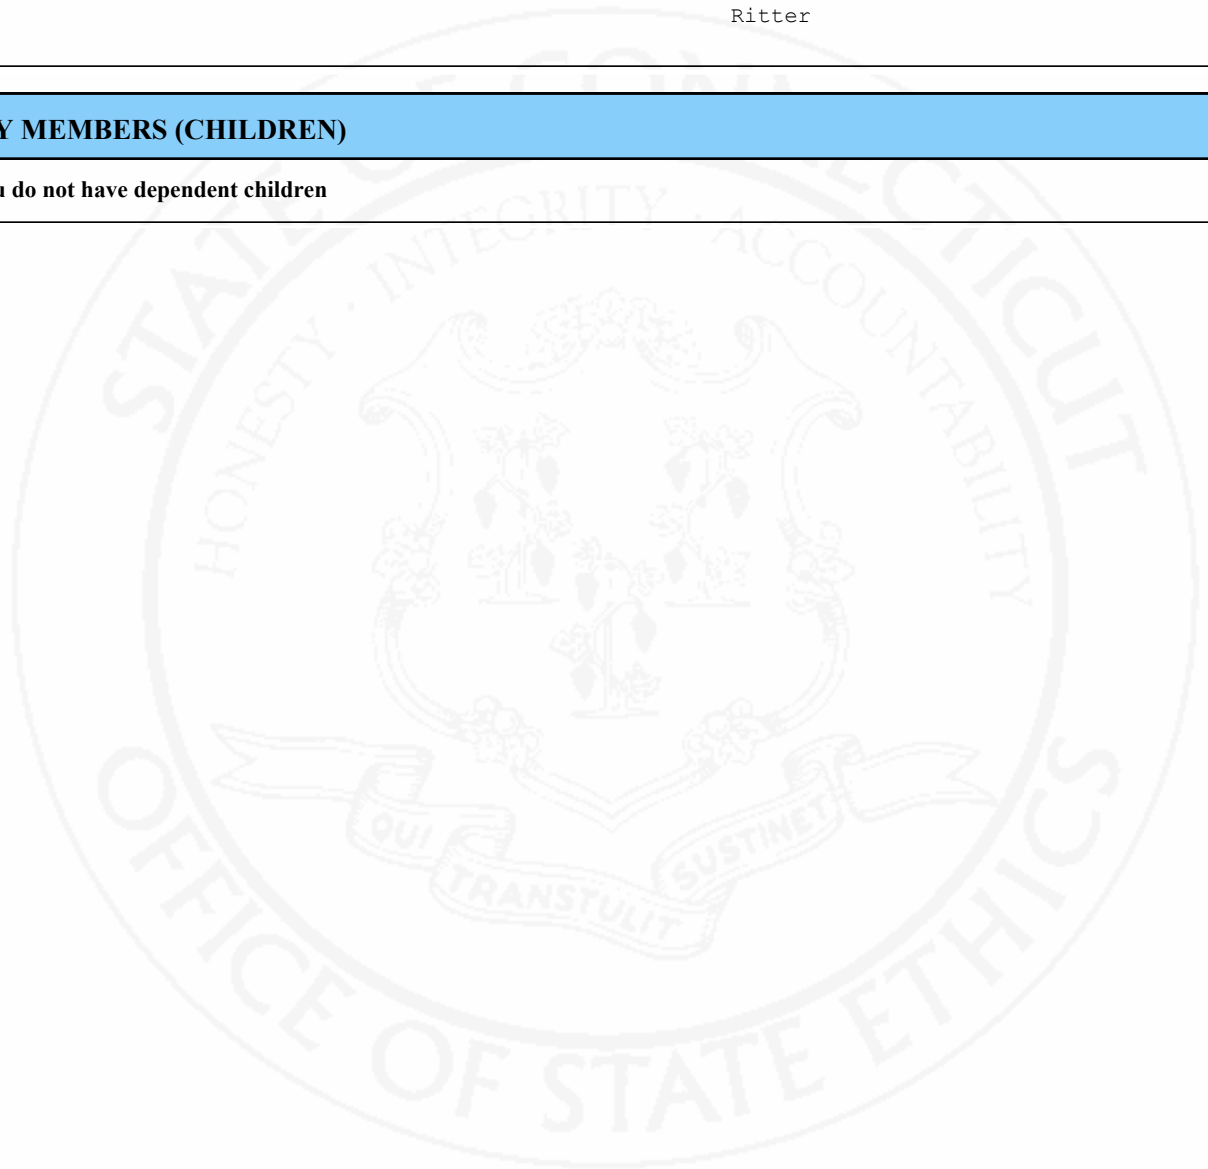 Ritter
Y MEMBERS (CHILDREN)
u do not have dependent children
STATE OF CONNECTICUT
HONESTY · INTEGRITY · ACCOUNTABILITY
QUI
TRANSTULIT
SUSTINET
OFFICE OF STATE ETHICS